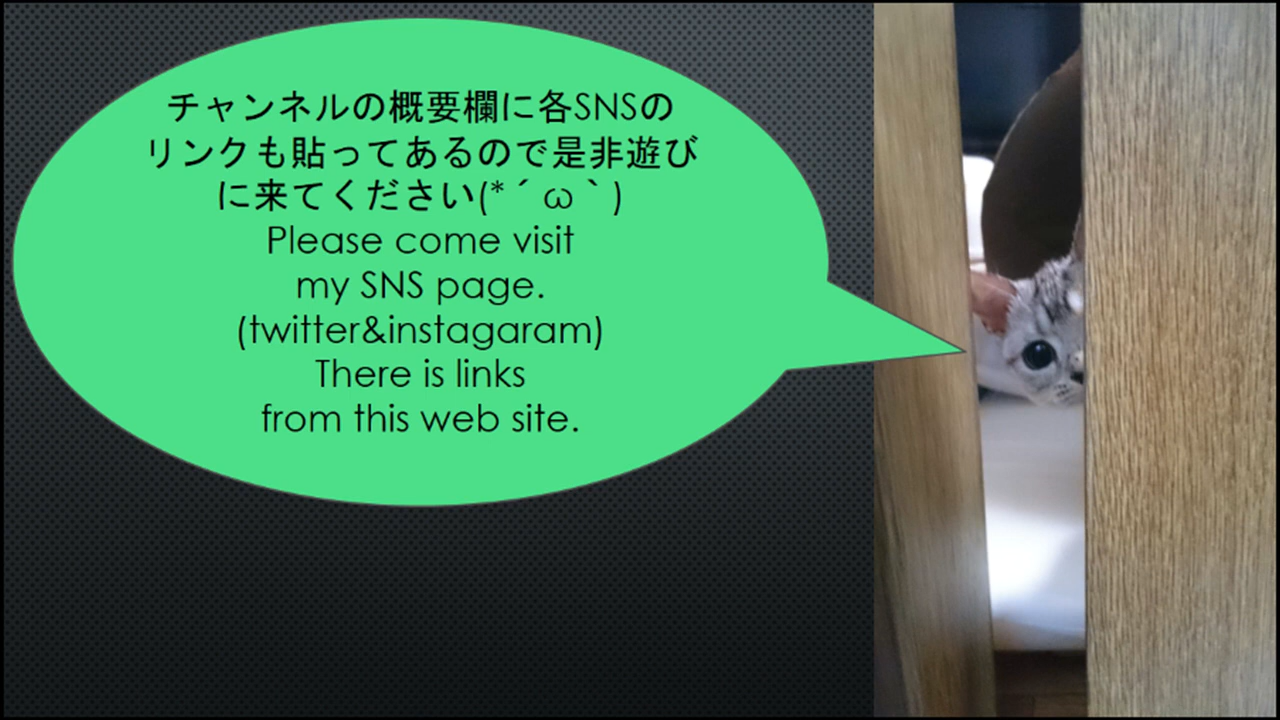 チャンネルの概要欄に各SNSの
リンクも貼ってあるので是非遊び
に来てください(*´ω｀)
Please come visit
my SNS page.
(twitter&instagaram)
There is links
from this web site.